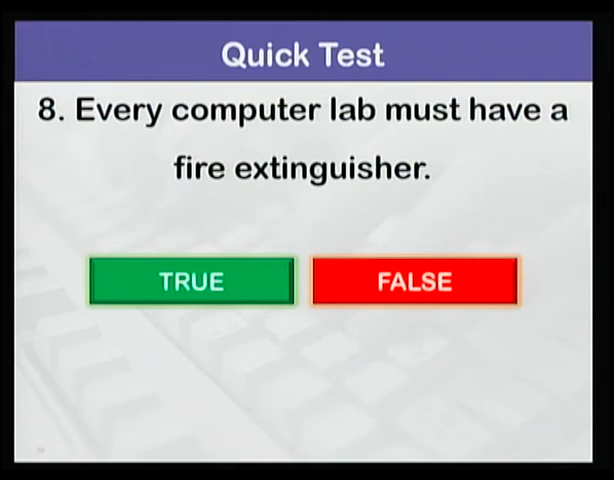 Quick Test
8. Every computer lab must have a
fire extinguisher.
TRUE
FALSE